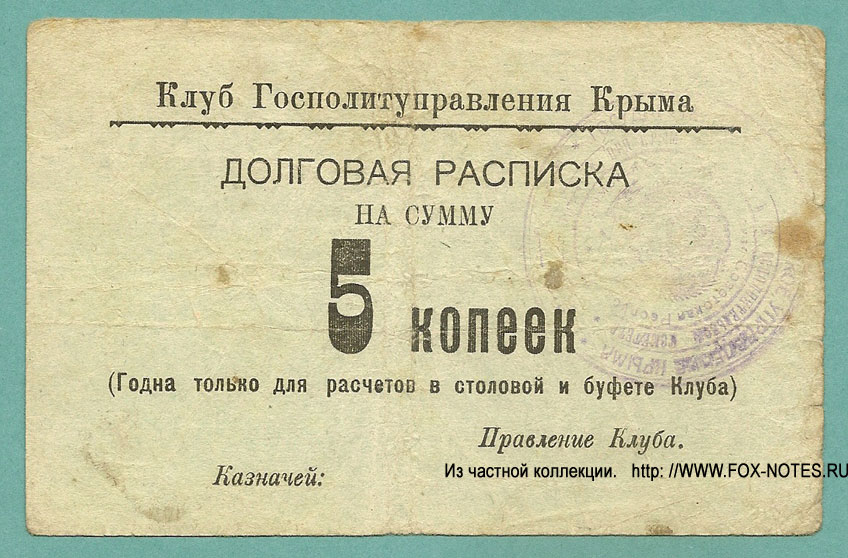 Клуб Госполитуправления Крыма
ДОЛГОВАЯ РАСПИСКА
НА СУММУ
5 копеек
(Годна только для расчетов в столовой и буфете Клуба)
Правление Клуба.
Казначей:
Из частной коллекции. http: //WWW.FOX-NOTES.RU